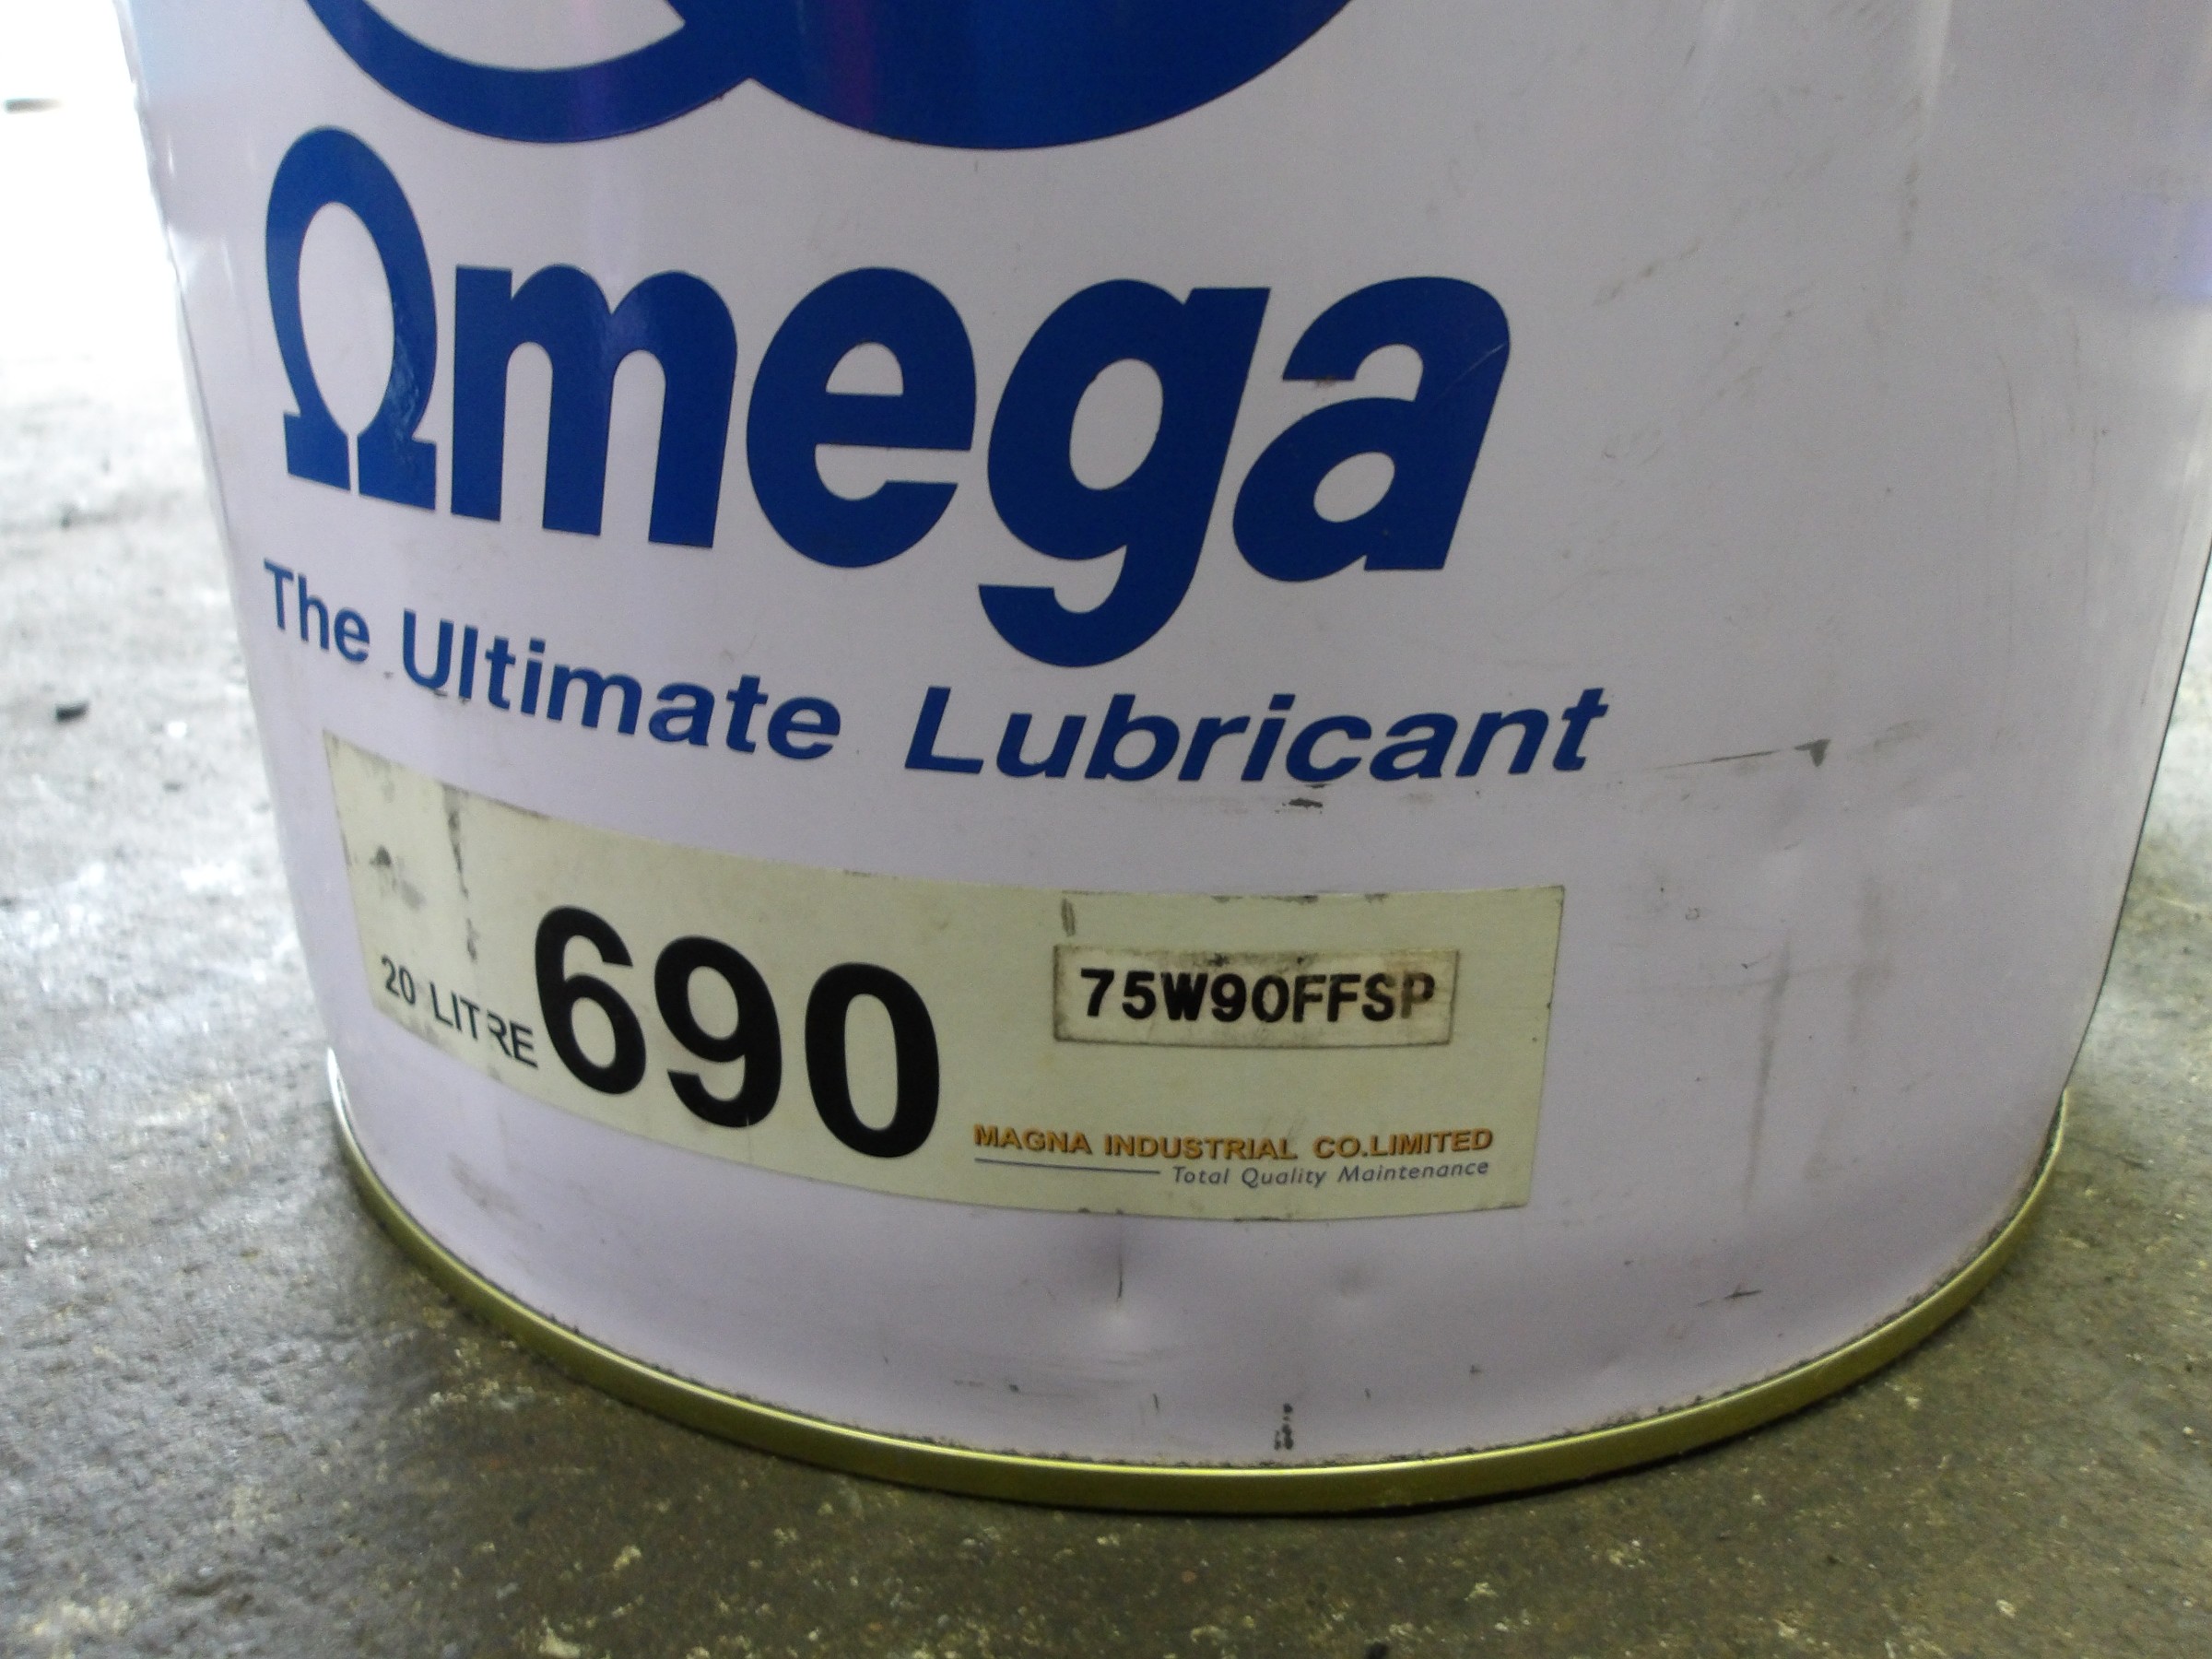 Ωmega
The Ultimate Lubricant
20 LITRE 690 75W90FFSP
MAGNA INDUSTRIAL CO.LIMITED
Total Quality Maintenance